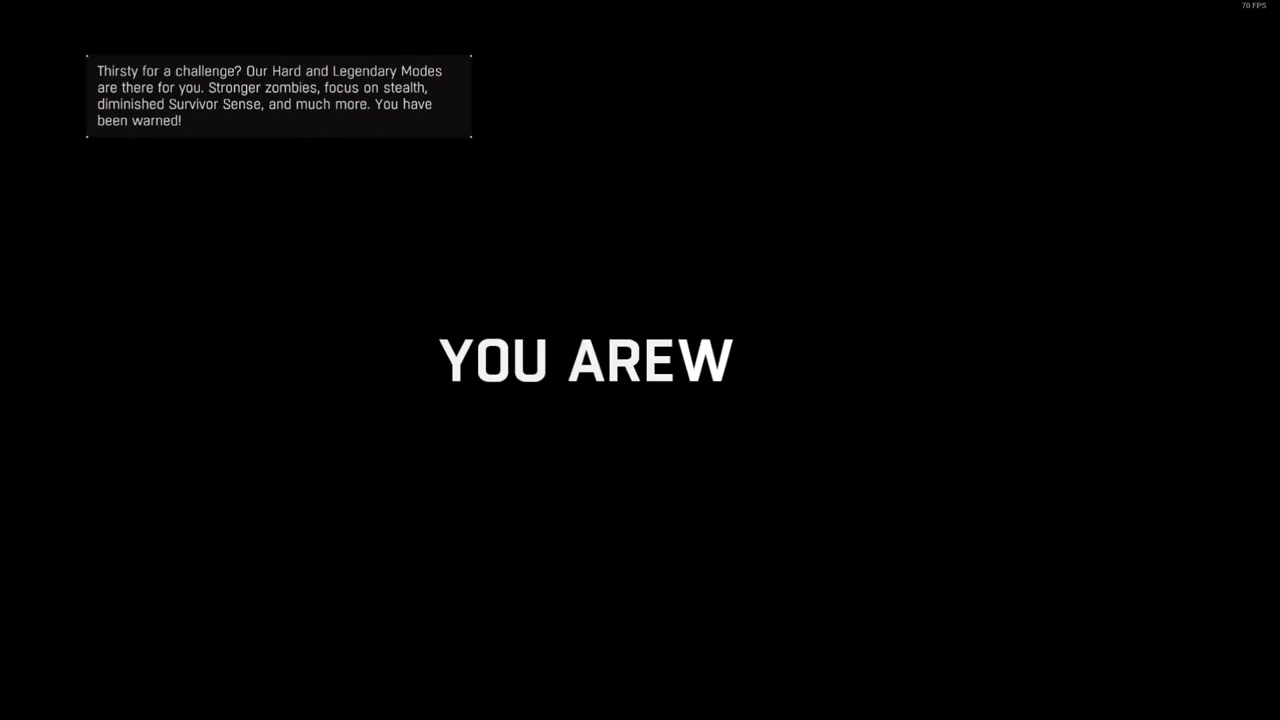 70 FPS
Thirsty for a challenge? Our Hard and Legendary Modes
are there for you. Stronger zombies, focus on stealth,
diminished Survivor Sense, and much more. You have
been warned!
YOU AREW